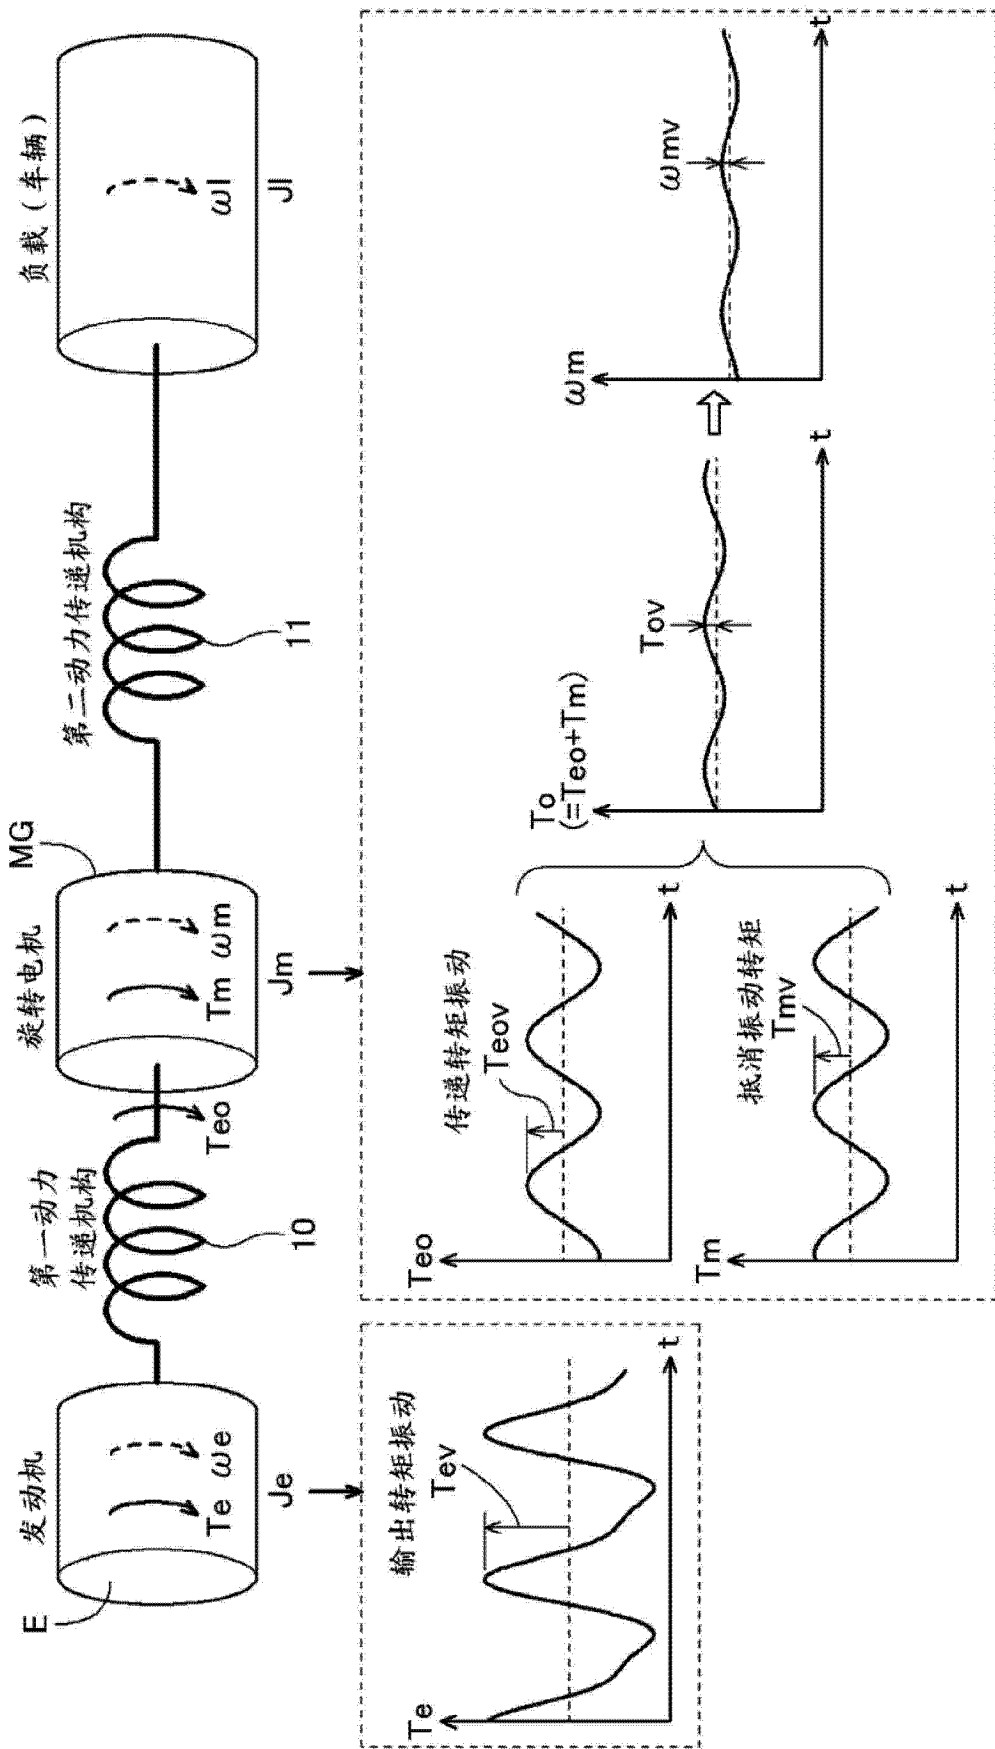 E
发动机
Te ωe
Je
第一动力
传递机构
10
Teo
旋转电机
MG
Tm ωm
Jm
第二动力传递机构
11
负载（车辆）
ωl
Jl
Te
输出转矩振动
Tev
t
Teo
传递转矩振动
Teov
t
Tm
抵消振动转矩
Tmv
t
To
(=Teo+Tm)
Tov
t
ωm
ωmv
t